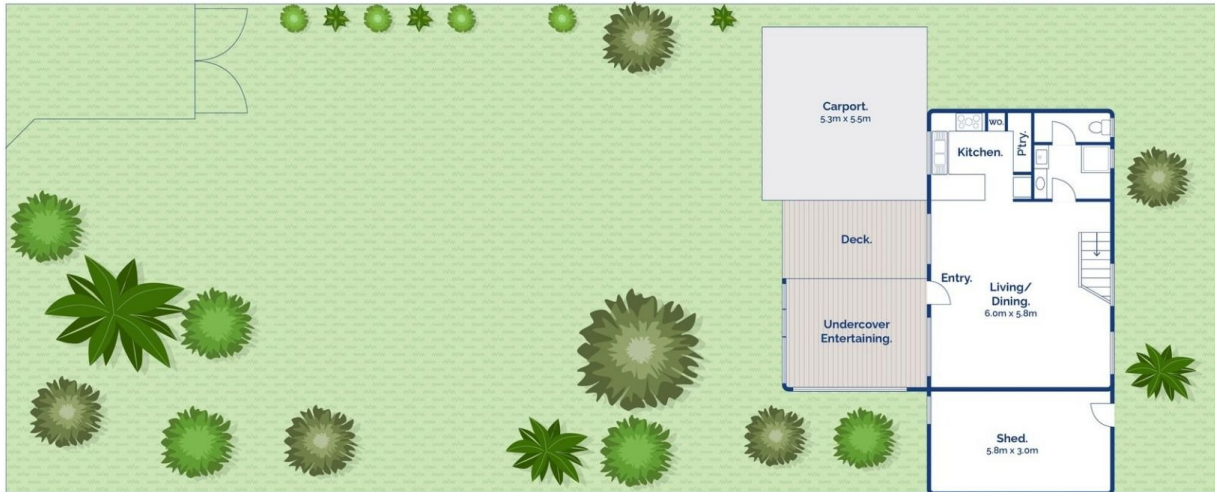 Carport.
5.3m x 5.5m
Kitchen.
WO.
P'try.
Deck.
Entry.
Living/
Dining.
6.0m x 5.8m
Undercover
Entertaining.
Shed.
5.8m x 3.0m